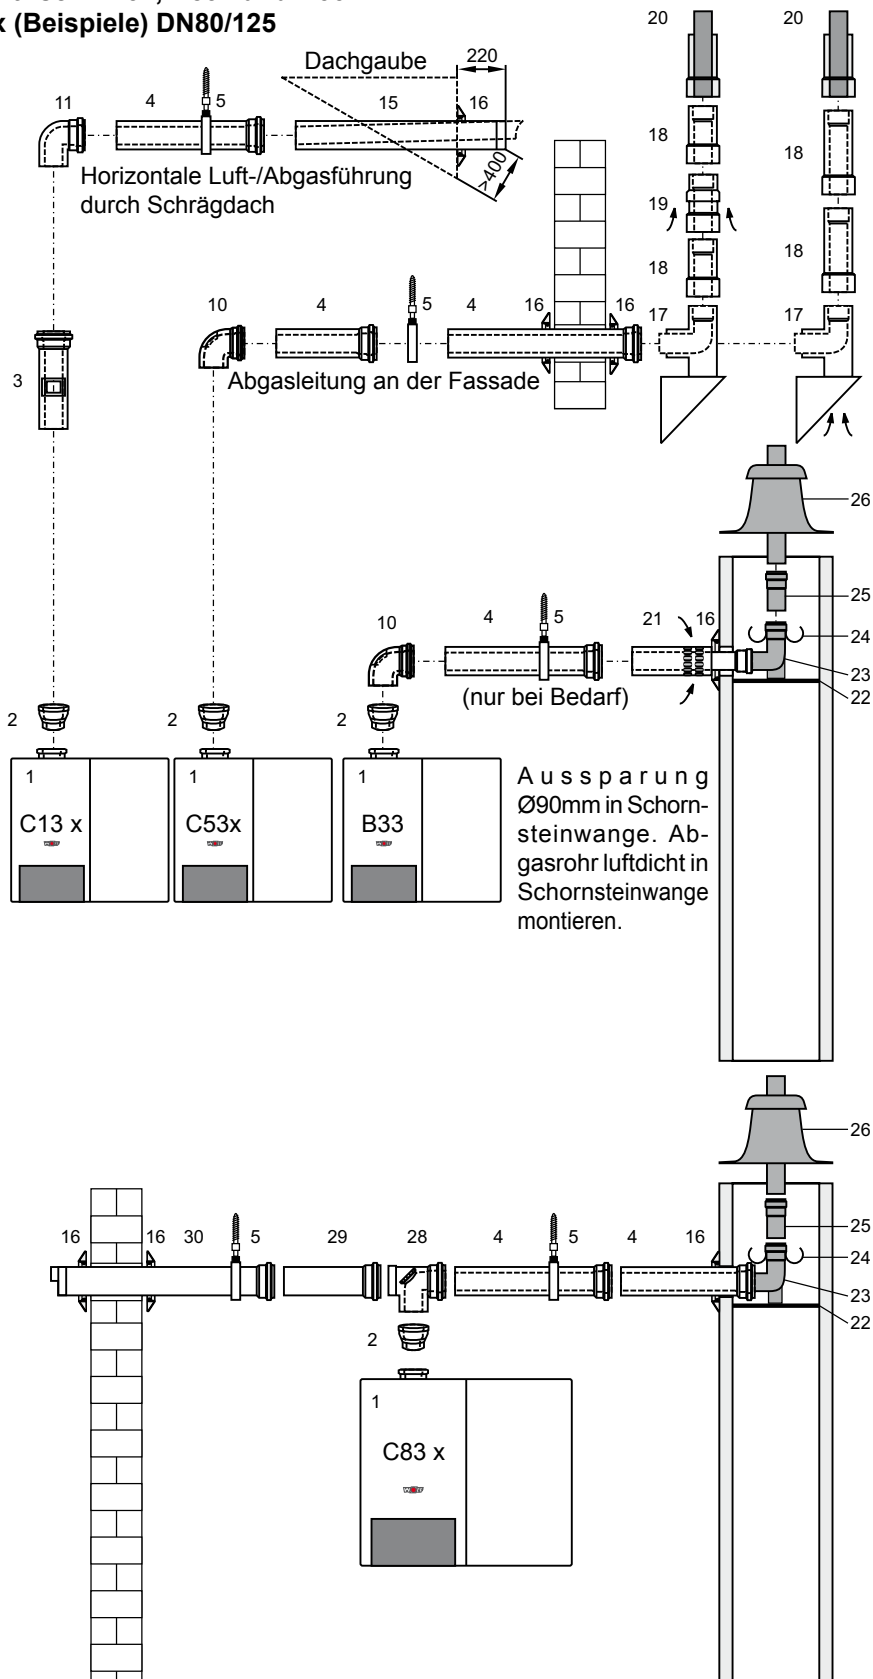 x (Beispiele) DN80/125
20 20
Dachgaube 220
11 4 5 15 16
>400
Horizontale Luft-/Abgasführung
durch Schrägdach
18 18
19
18 18
10 4 5 4 16 16 17 17
3
Abgasleitung an der Fassade
26
25
10 4 5 21 16
24
23
22
(nur bei Bedarf)
2 2 2
1 1 1
C13 x C53x B33
Aussparung
Ø90mm in Schorn-
steinwange. Ab-
gasrohr luftdicht in
Schornsteinwange
montieren.
26
25
16 16 30 5 29 28 4 5 4 16
24
23
22
2
1
C83 x